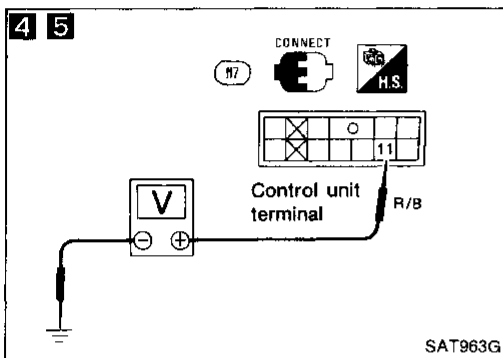 4 5
CONNECT
M7
H.S.
11
Control unit
terminal
R/B
V
SAT963G